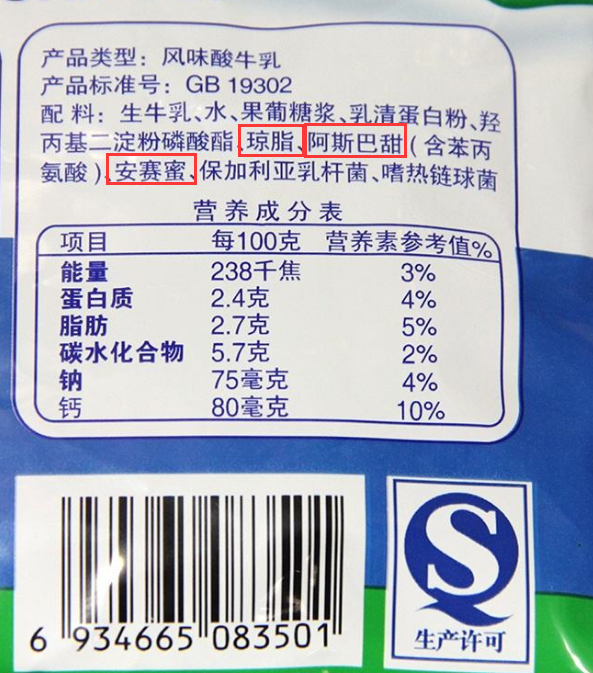 产品类型：风味酸牛乳
产品标准号：GB 19302
配 料：生牛乳、水、果葡糖浆、乳清蛋白粉、羟
丙基二淀粉磷酸酯、琼脂、阿斯巴甜（含苯丙
氨酸）、安赛蜜、保加利亚乳杆菌、嗜热链球菌
营养成分表
项目 每100克 营养素参考值%
能量 238千焦 3%
蛋白质 2.4克 4%
脂肪 2.7克 5%
碳水化合物 5.7克 2%
钠 75毫克 4%
钙 80毫克 10%
6 934665 083501
生产许可